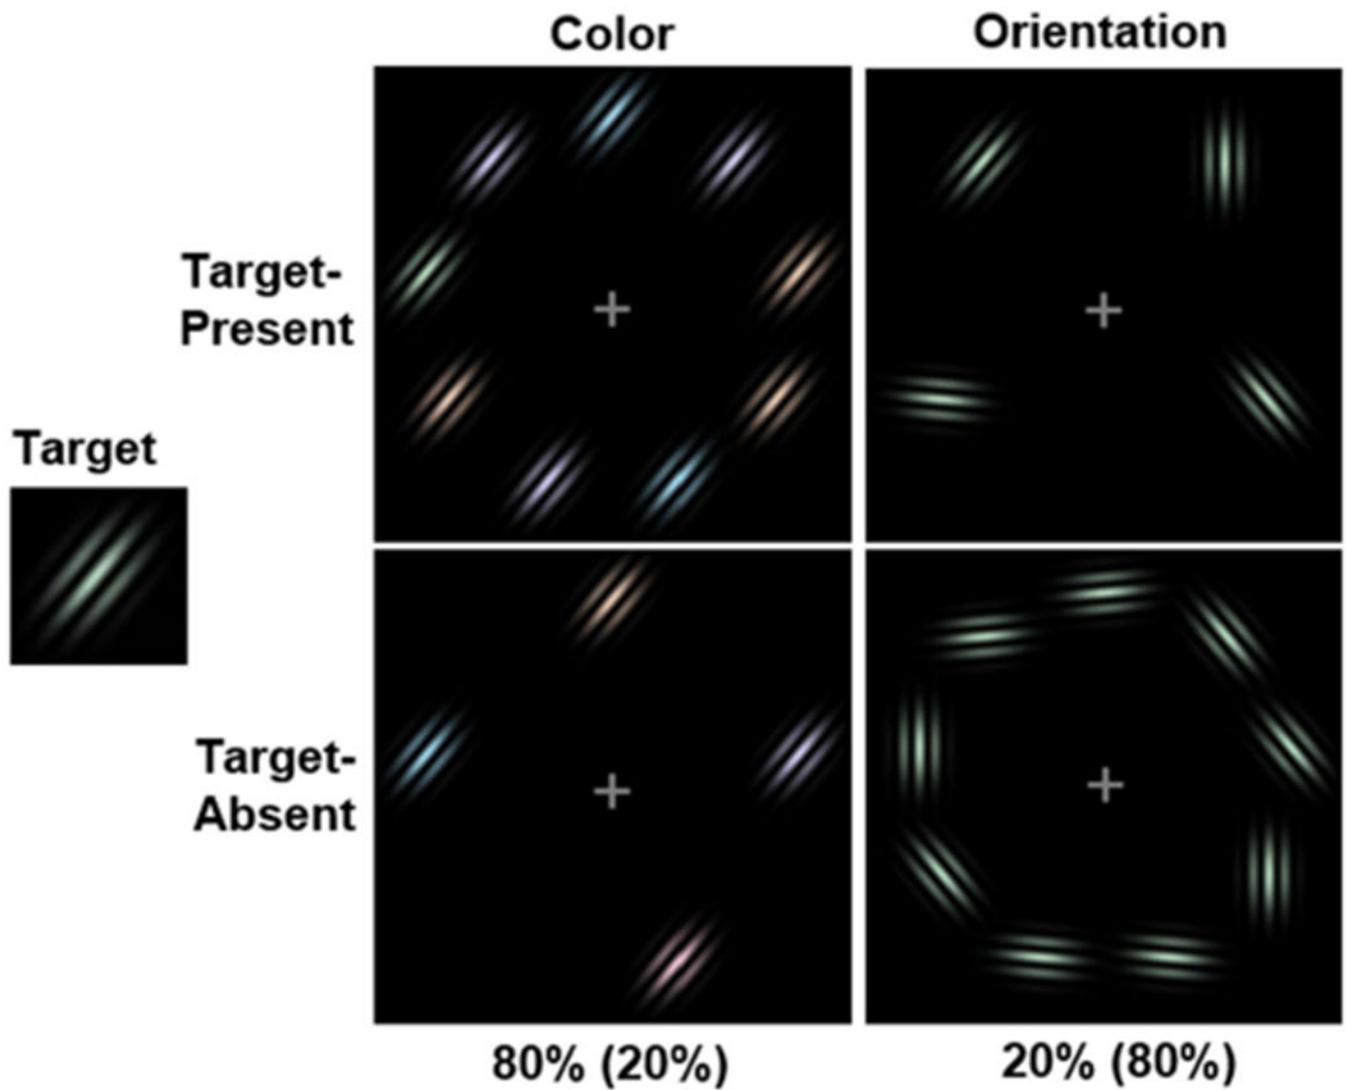 Color
Orientation
Target-
Present
Target
Target-
Absent
80% (20%)
20% (80%)